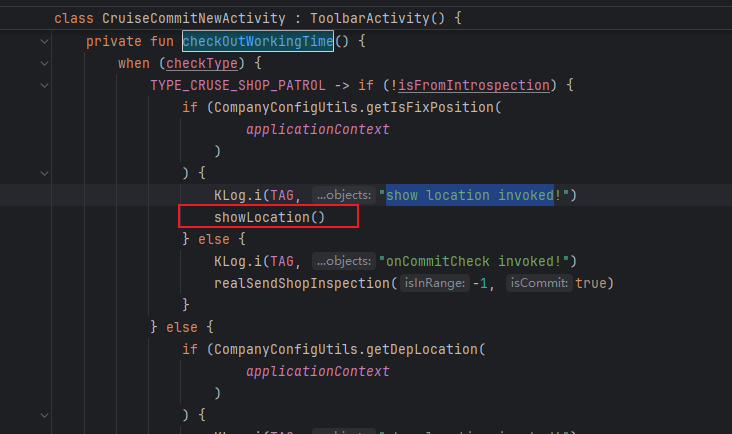 class CruiseCommitNewActivity : ToolbarActivity() {
private fun checkOutWorkingTime() {
when (checkType) {
TYPE_CRUSE_SHOP_PATROL -> if (!isFromIntrospection) {
if (CompanyConfigUtils.getIsFixPosition(
applicationContext
)
) {
KLog.i(TAG, ...objects: "show location invoked!")
showLocation()
} else {
KLog.i(TAG, ...objects: "onCommitCheck invoked!")
realSendShopInspection( isInRange: -1, isCommit: true)
}
} else {
if (CompanyConfigUtils.getDepLocation(
applicationContext
)
) {